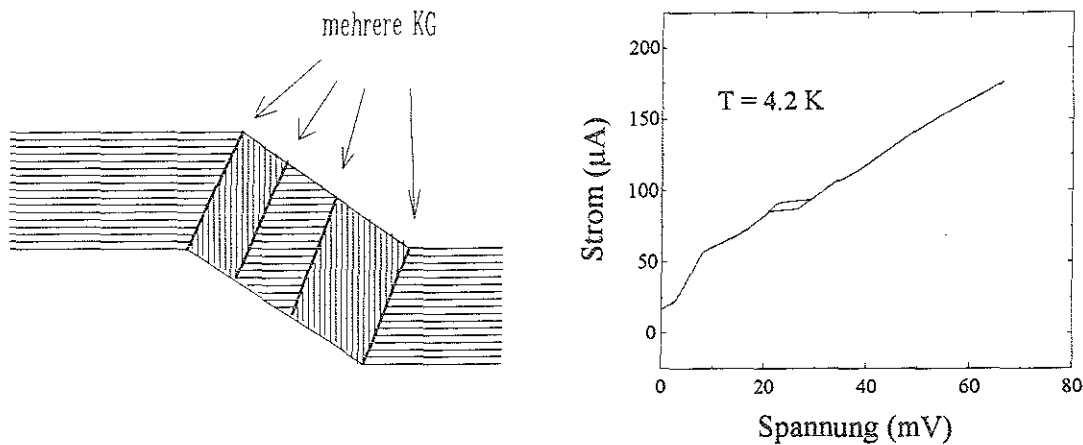 mehrere KG
200
150
100
50
0
T = 4.2 K
Strom (μA)
0 20 40 60 80
Spannung (mV)